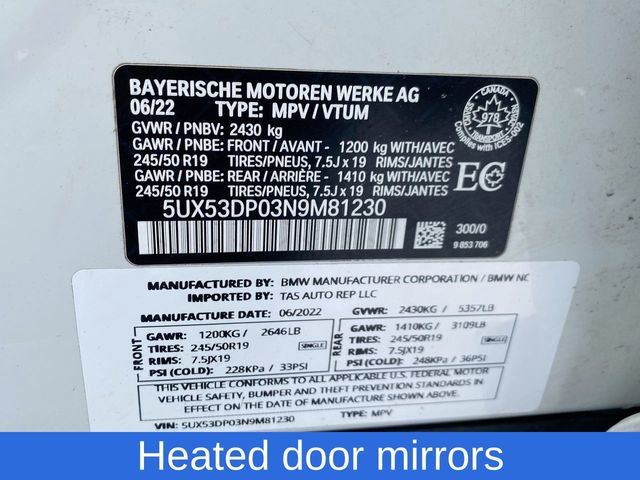 BAYERISCHE MOTOREN WERKE AG
06/22 TYPE: MPV / VTUM
GVWR / PNBV: 2430 kg
GAWR/ PNBE: FRONT / AVANT - 1200 kg WITH/AVEC
245/50 R19 TIRES/PNEUS, 7.5J x 19 RIMS/JANTES
GAWR/ PNBE: REAR / ARRIÈRE - 1410 kg WITH/AVEC
245/50 R19 TIRES/PNEUS, 7.5J x 19 RIMS/JANTES
5UX53DP03N9M81230
CANADA
978
TRANSPORT
Complies with ICES-002
EC
300/0
9 853 706
MANUFACTURED BY: BMW MANUFACTURER CORPORATION / BMW NC
IMPORTED BY: TAS AUTO REP LLC
MANUFACTURE DATE: 06/2022 GVWR: 2430KG / 5357LB
FRONT
GAWR: 1200KG / 2646LB
TIRES: 245/50R19 SINGLE
RIMS: 7.5JX19
PSI (COLD): 228KPa / 33PSI
REAR
GAWR: 1410KG / 3109LB
TIRES: 245/50R19 SINGLE
RIMS: 7.5JX19
PSI (COLD): 248KPa / 36PSI
THIS VEHICLE CONFORMS TO ALL APPLICABLE U.S. FEDERAL MOTOR
VEHICLE SAFETY, BUMPER AND THEFT PREVENTION STANDARDS IN
EFFECT ON THE DATE OF MANUFACTURE SHOWN ABOVE
VIN: 5UX53DP03N9M81230 TYPE: MPV
Heated door mirrors